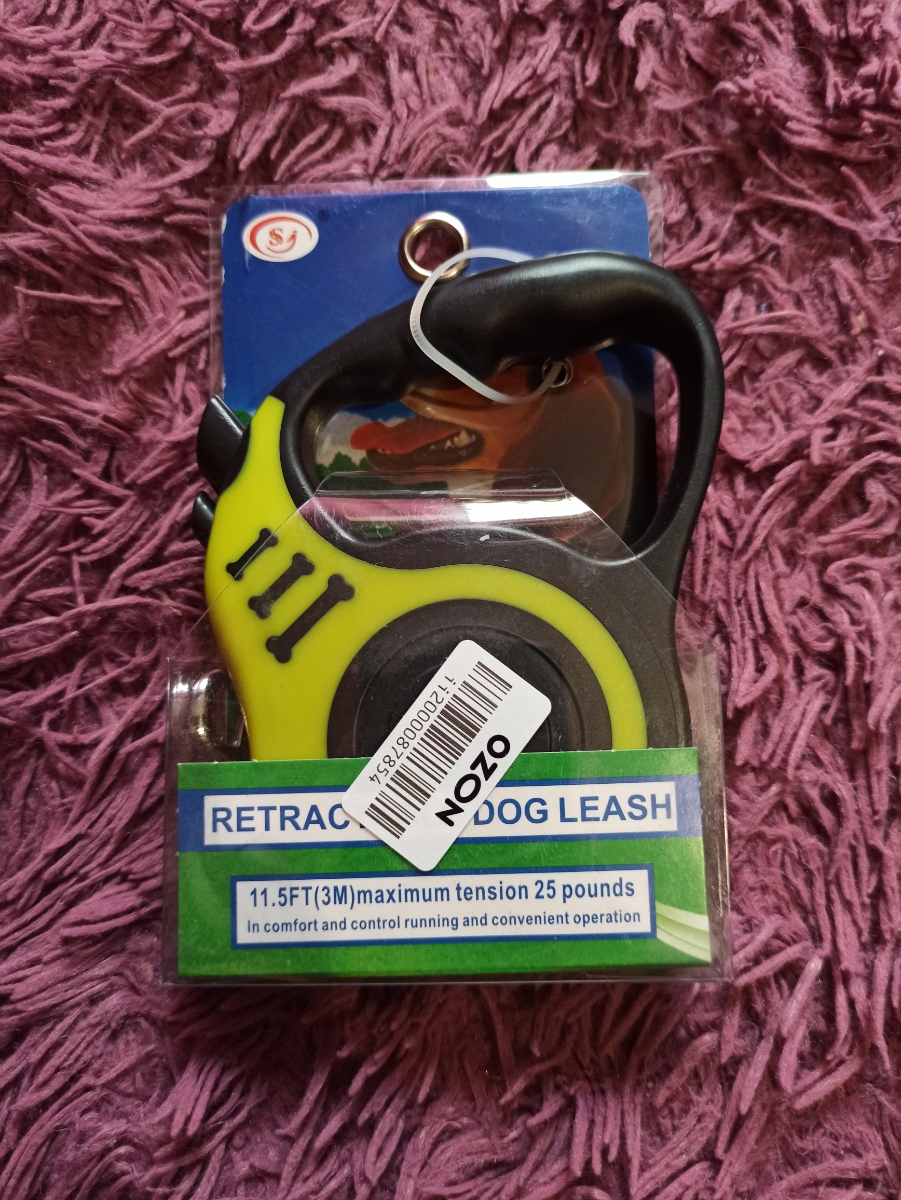 SJ
®
OZON
ii2000087854
RETRAC DOG LEASH
11.5FT(3M)maximum tension 25 pounds
In comfort and control running and convenient operation